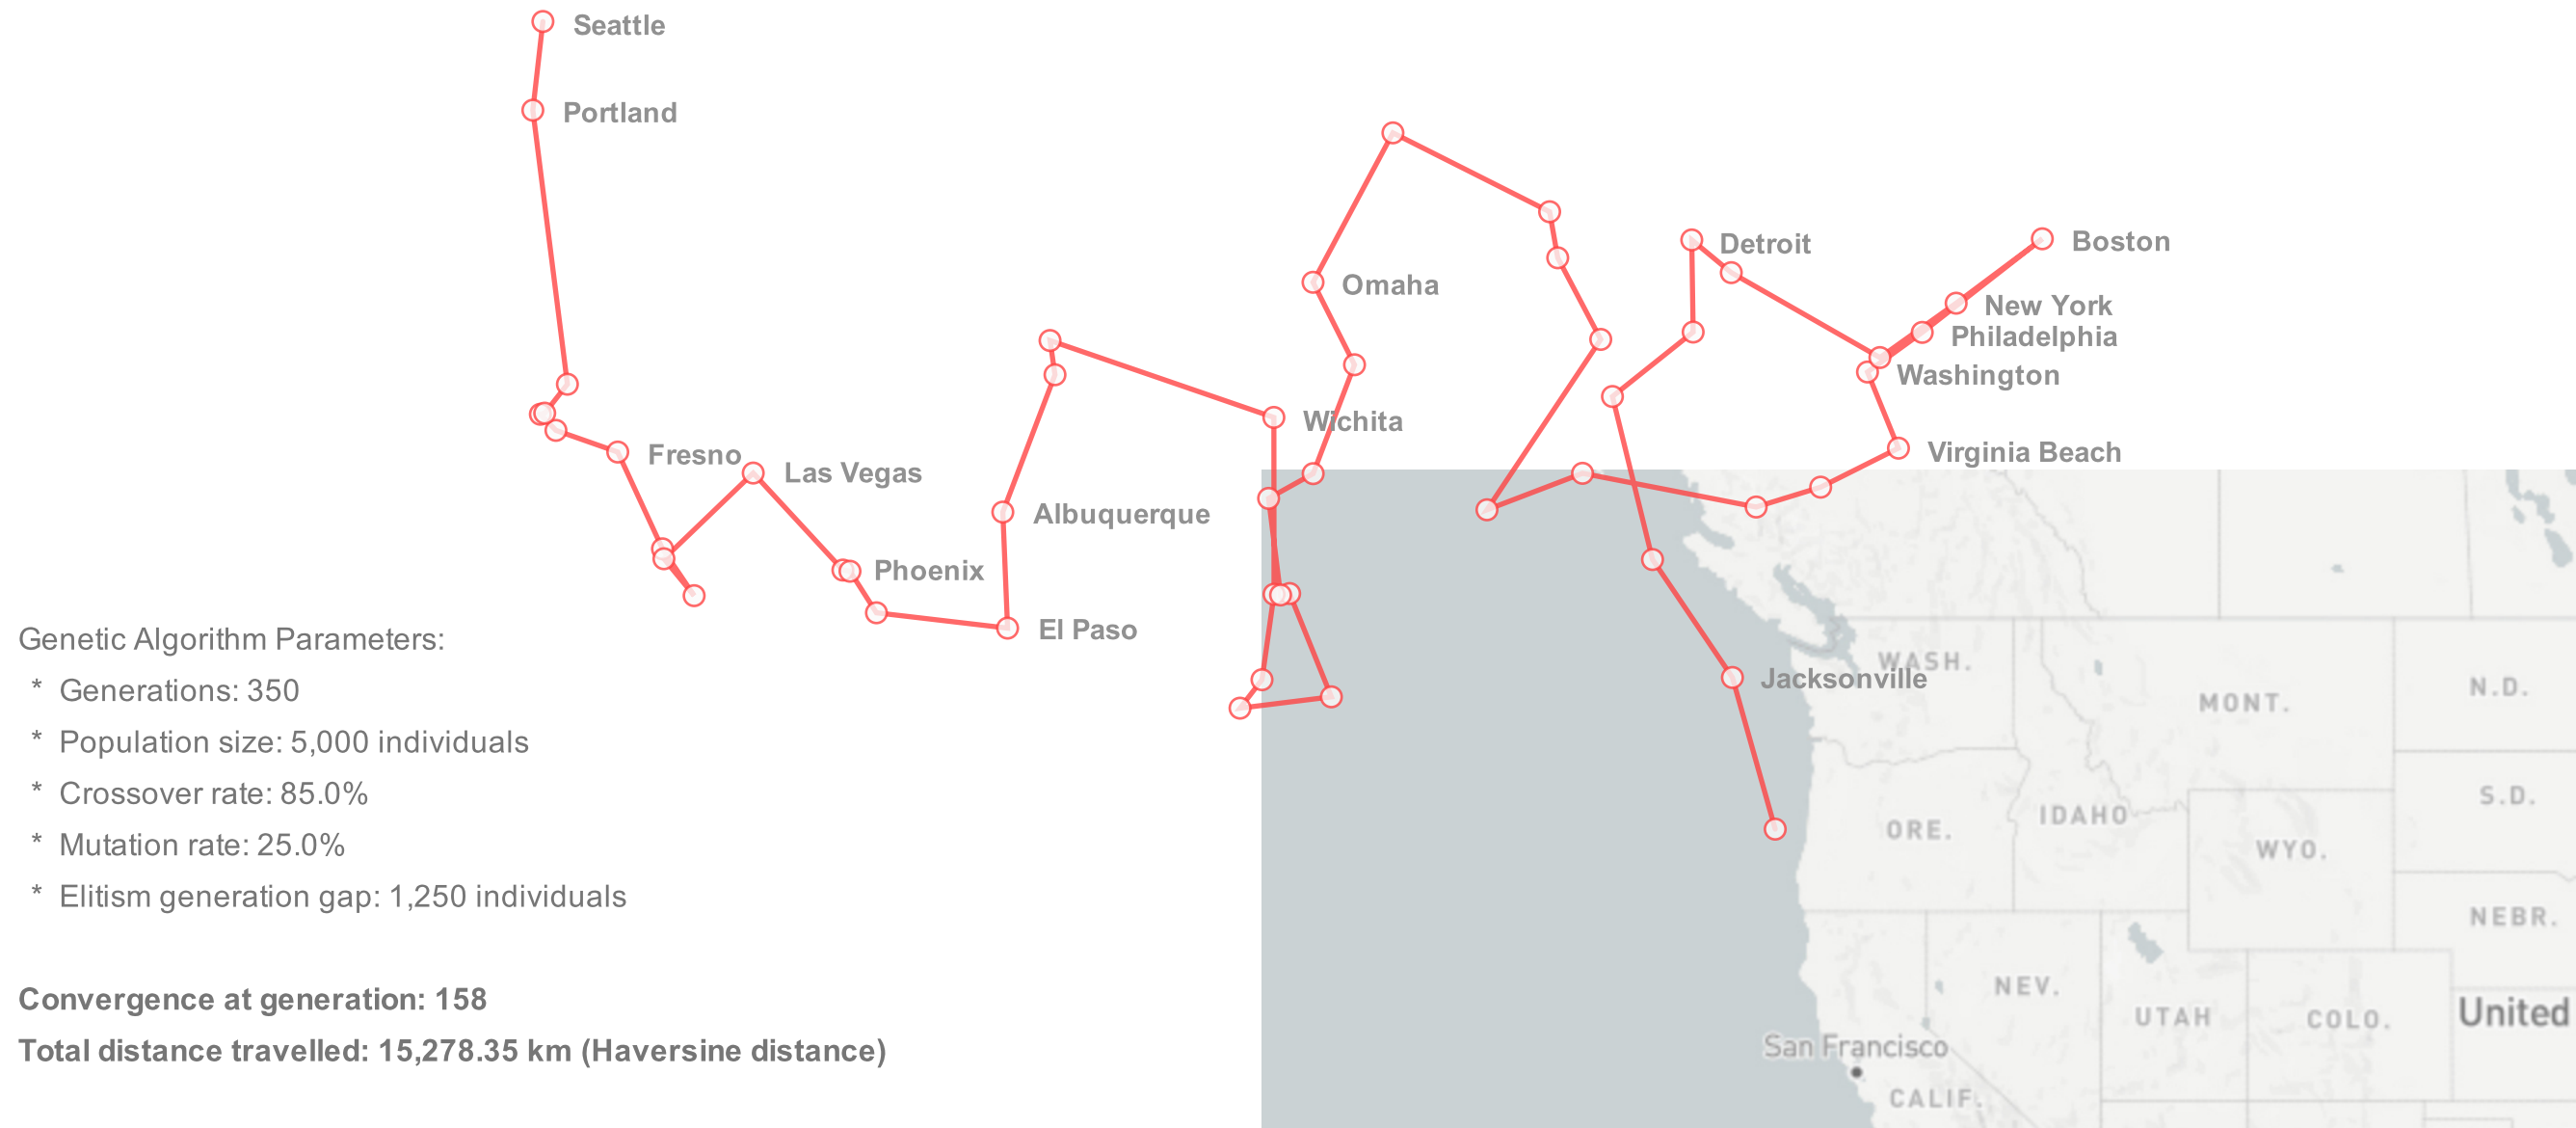 Seattle
Portland
Detroit
Boston
Omaha
New York
Philadelphia
Washington
Wichita
Fresno
Las Vegas
Virginia Beach
Albuquerque
Phoenix
El Paso
Jacksonville
Genetic Algorithm Parameters:
* Generations: 350
* Population size: 5,000 individuals
* Crossover rate: 85.0%
* Mutation rate: 25.0%
* Elitism generation gap: 1,250 individuals
Convergence at generation: 158
Total distance travelled: 15,278.35 km (Haversine distance)
WASH.
MONT.
N.D.
ORE.
IDAHO
S.D.
WYO.
NEBR.
NEV.
UTAH
COLO.
United
San Francisco
CALIF.